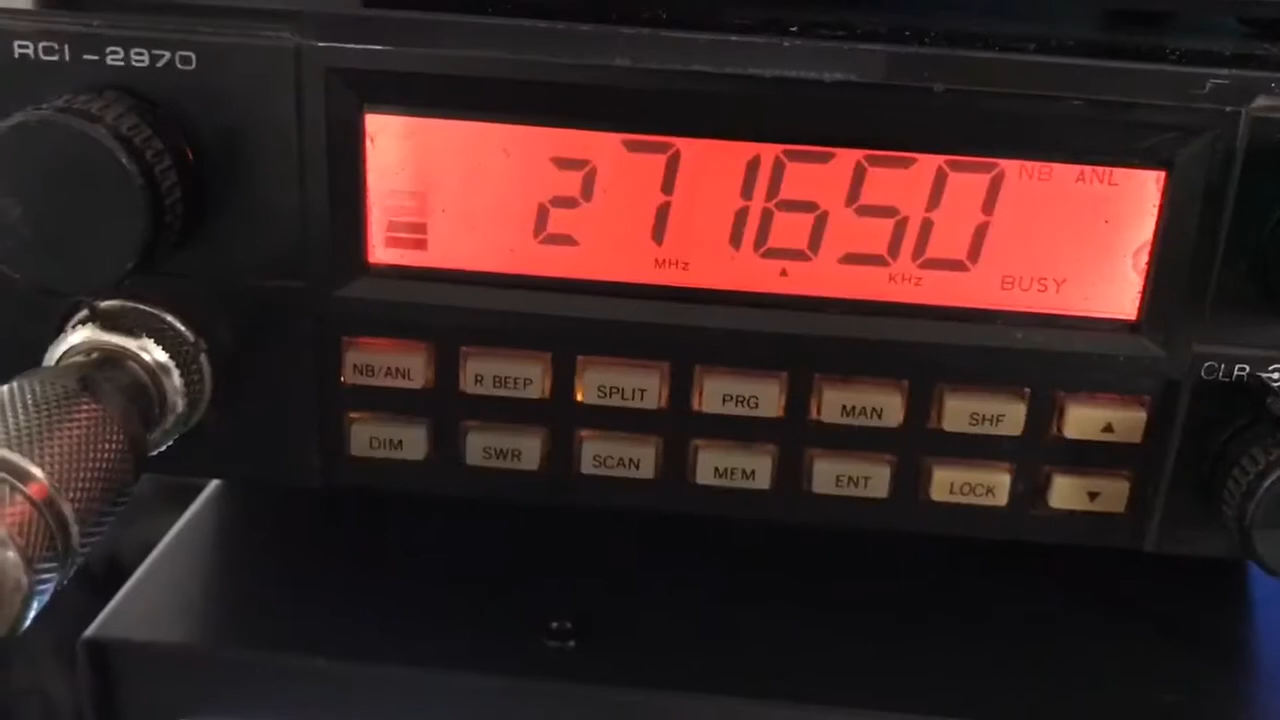 RCI-2970
NB ANL
271650
MHz ▲ KHz BUSY
CLR
NB/ANL R BEEP SPLIT PRG MAN SHF ▲
DIM SWR SCAN MEM ENT LOCK ▼